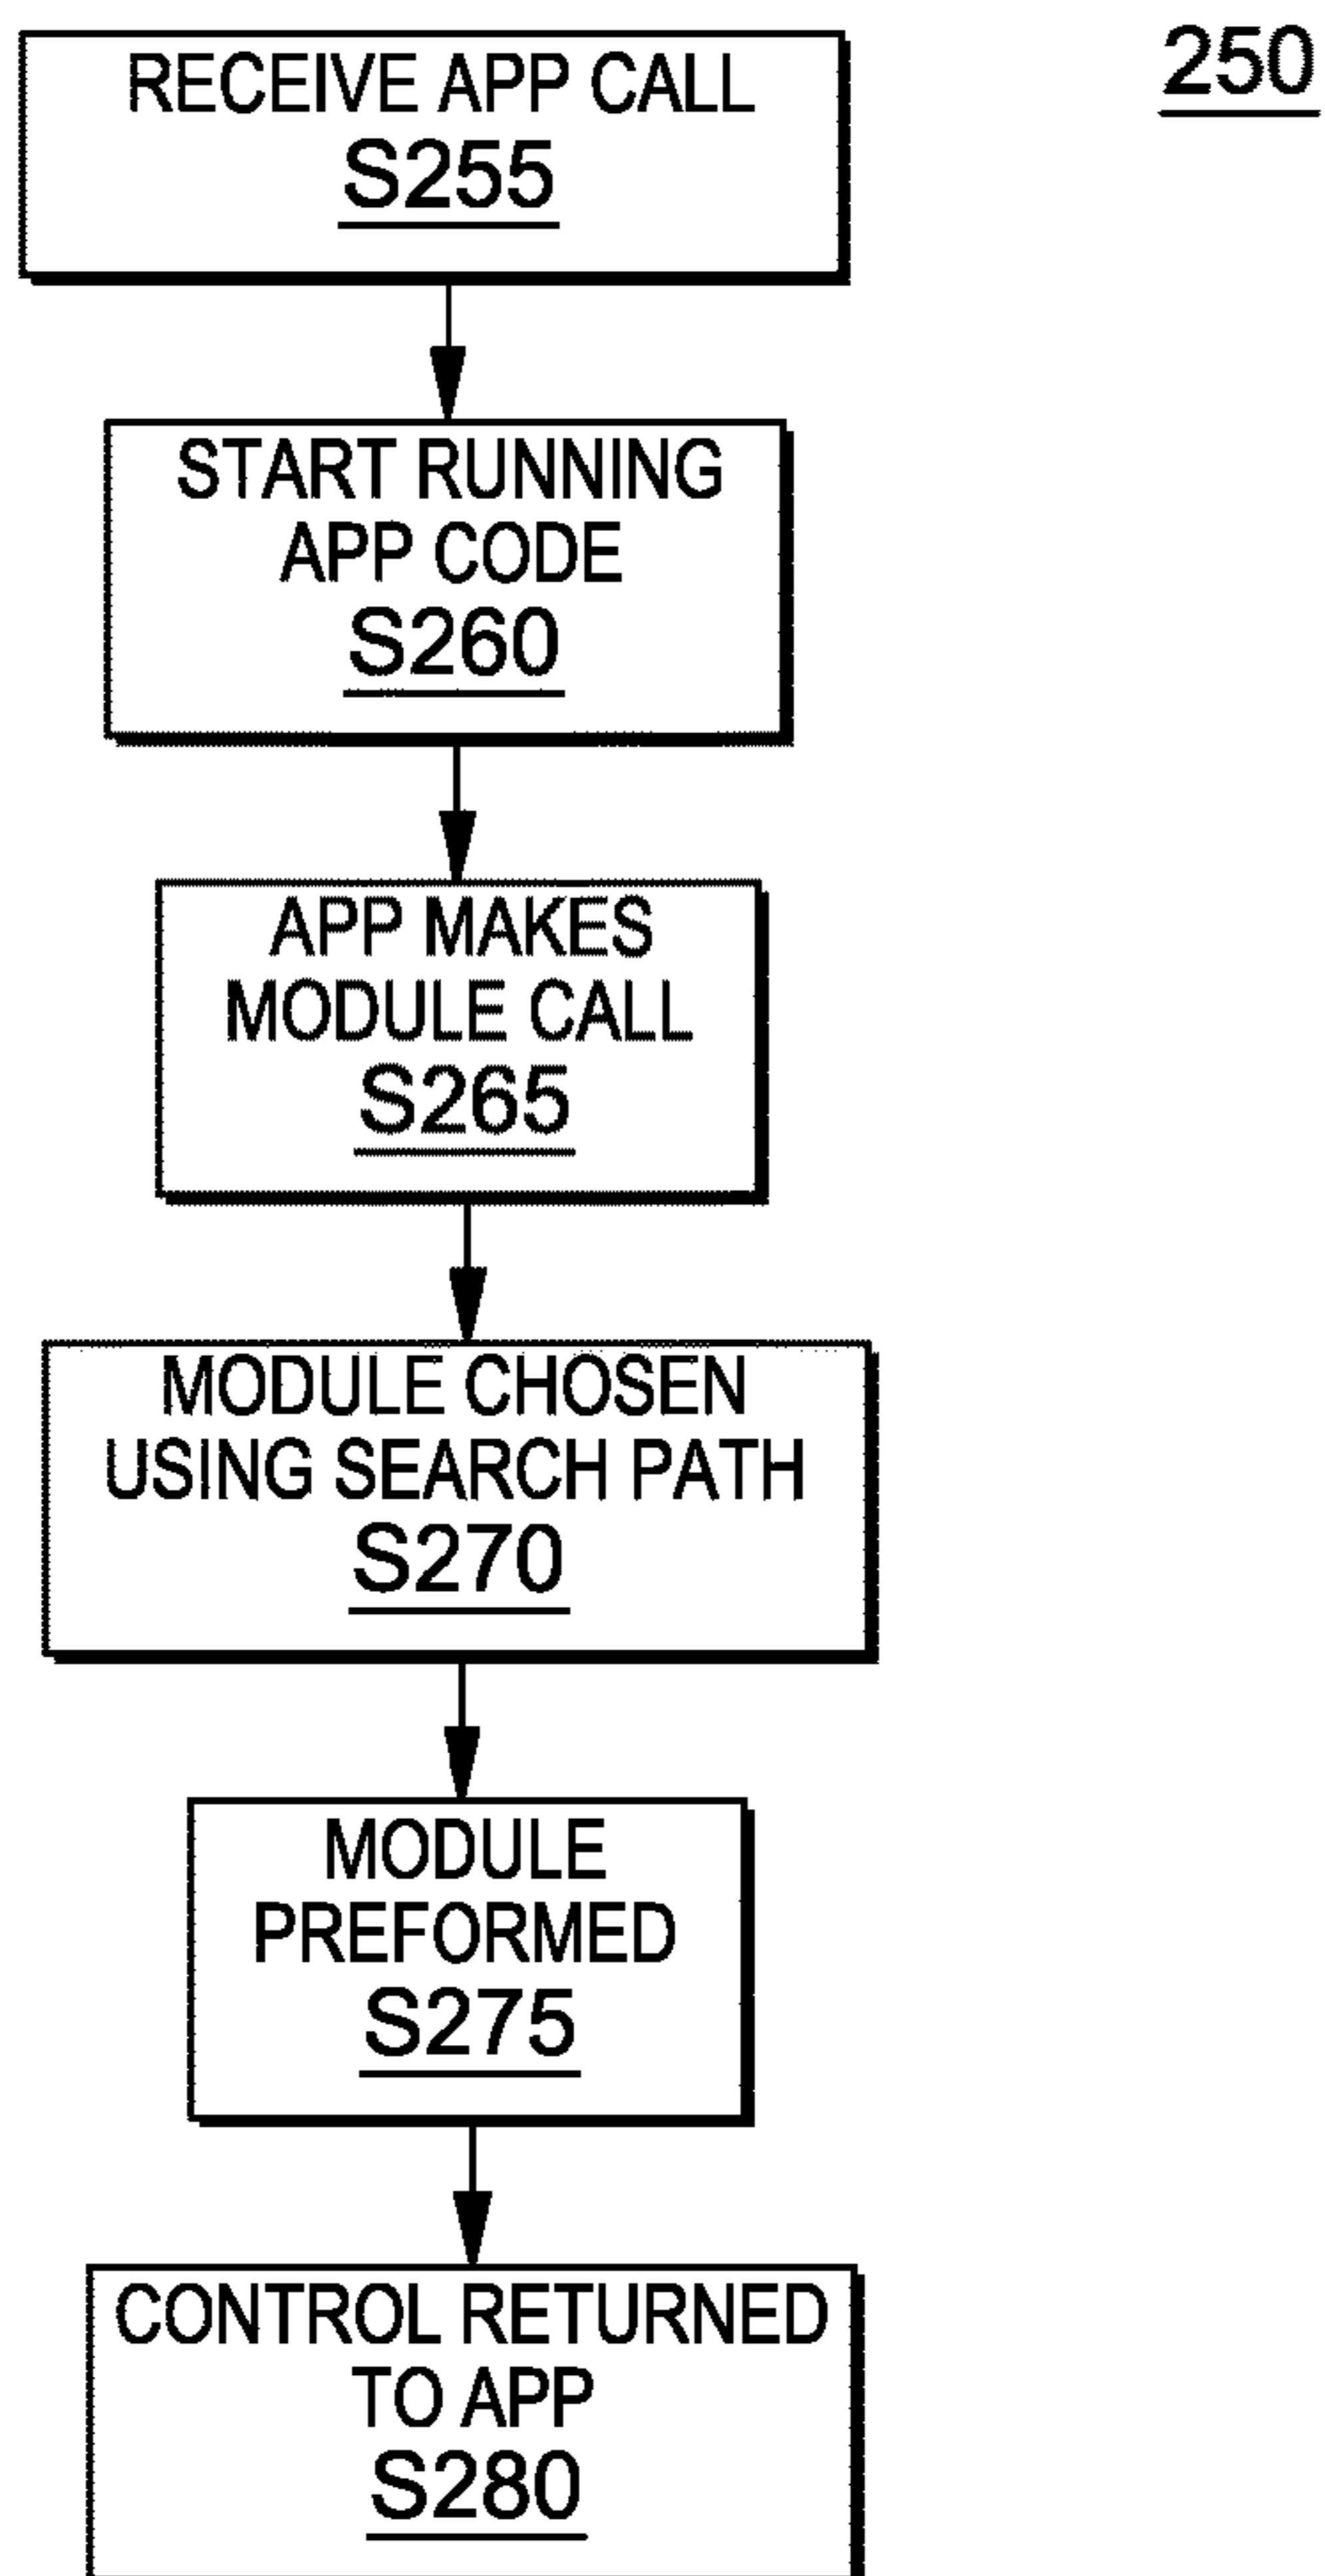 250
RECEIVE APP CALL
S255
START RUNNING
APP CODE
S260
APP MAKES
MODULE CALL
S265
MODULE CHOSEN
USING SEARCH PATH
S270
MODULE
PREFORMED
S275
CONTROL RETURNED
TO APP
S280